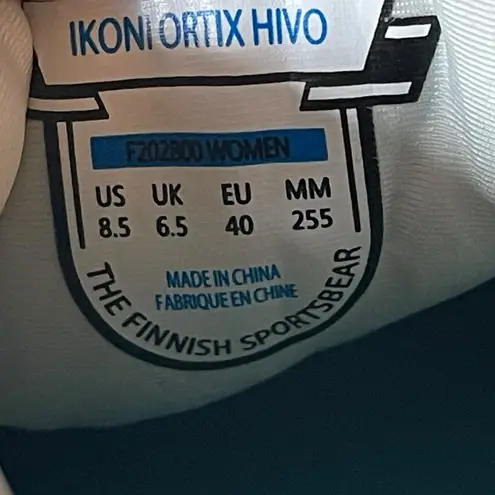 IKONI ORTIX HIVO
F202800 WOMEN
US UK EU MM
8.5 6.5 40 255
MADE IN CHINA
FABRIQUE EN CHINE
THE FINNISH SPORTSBEAR